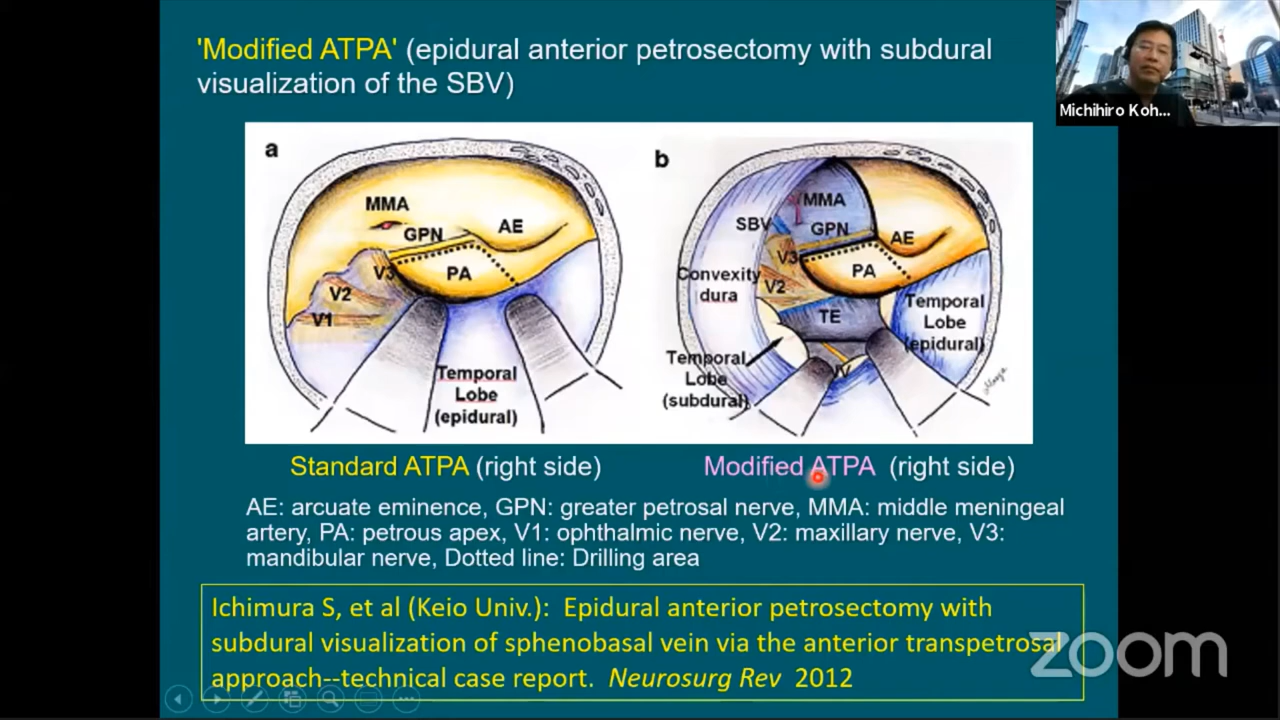 'Modified ATPA' (epidural anterior petrosectomy with subdural
visualization of the SBV)
Michihiro Koh...
a
MMA
GPN
AE
V3
PA
V2
V1
Temporal
Lobe
(epidural)
b
MMA
SBV
GPN
AE
V3
PA
Convexity
dura
V2
TE
Temporal
Lobe
(epidural)
Temporal
Lobe
(subdural)
IV
Standard ATPA (right side)
Modified ATPA (right side)
AE: arcuate eminence, GPN: greater petrosal nerve, MMA: middle meningeal
artery, PA: petrous apex, V1: ophthalmic nerve, V2: maxillary nerve, V3:
mandibular nerve, Dotted line: Drilling area
Ichimura S, et al (Keio Univ.): Epidural anterior petrosectomy with
subdural visualization of sphenobasal vein via the anterior transpetrosal
approach--technical case report. Neurosurg Rev 2012
zoom